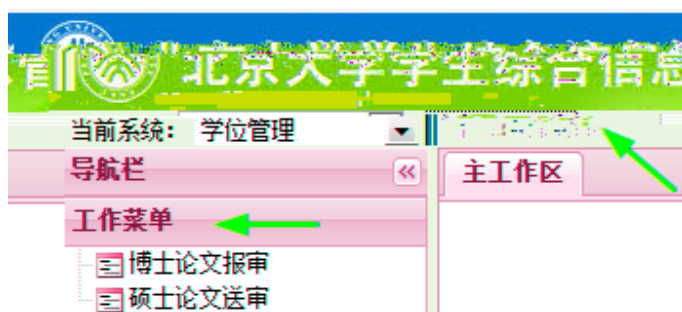 北京大学学生综合信息
当前系统: 学位管理
导航栏
主工作区
工作菜单
博士论文报审
硕士论文送审